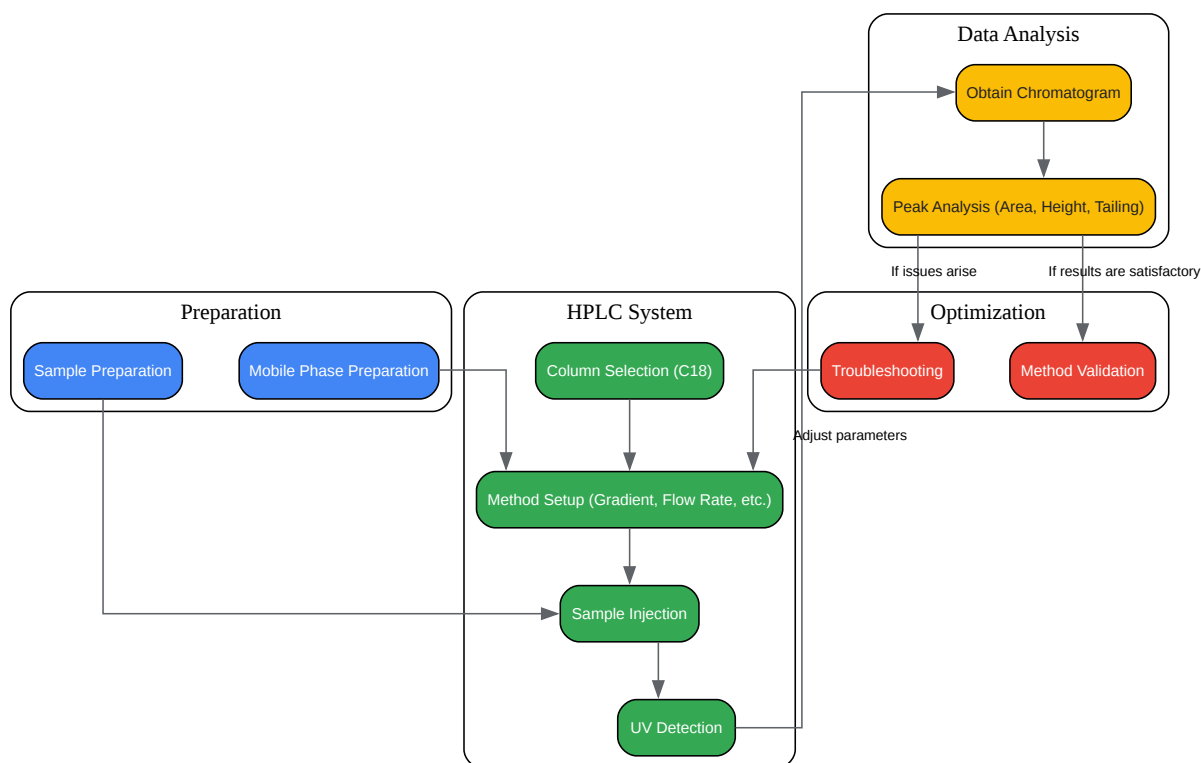 Data Analysis
Obtain Chromatogram
Peak Analysis (Area, Height, Tailing)
If issues arise
If results are satisfactory
Preparation
HPLC System
Optimization
Sample Preparation
Mobile Phase Preparation
Column Selection (C18)
Troubleshooting
Method Validation
Adjust parameters
Method Setup (Gradient, Flow Rate, etc.)
Sample Injection
UV Detection